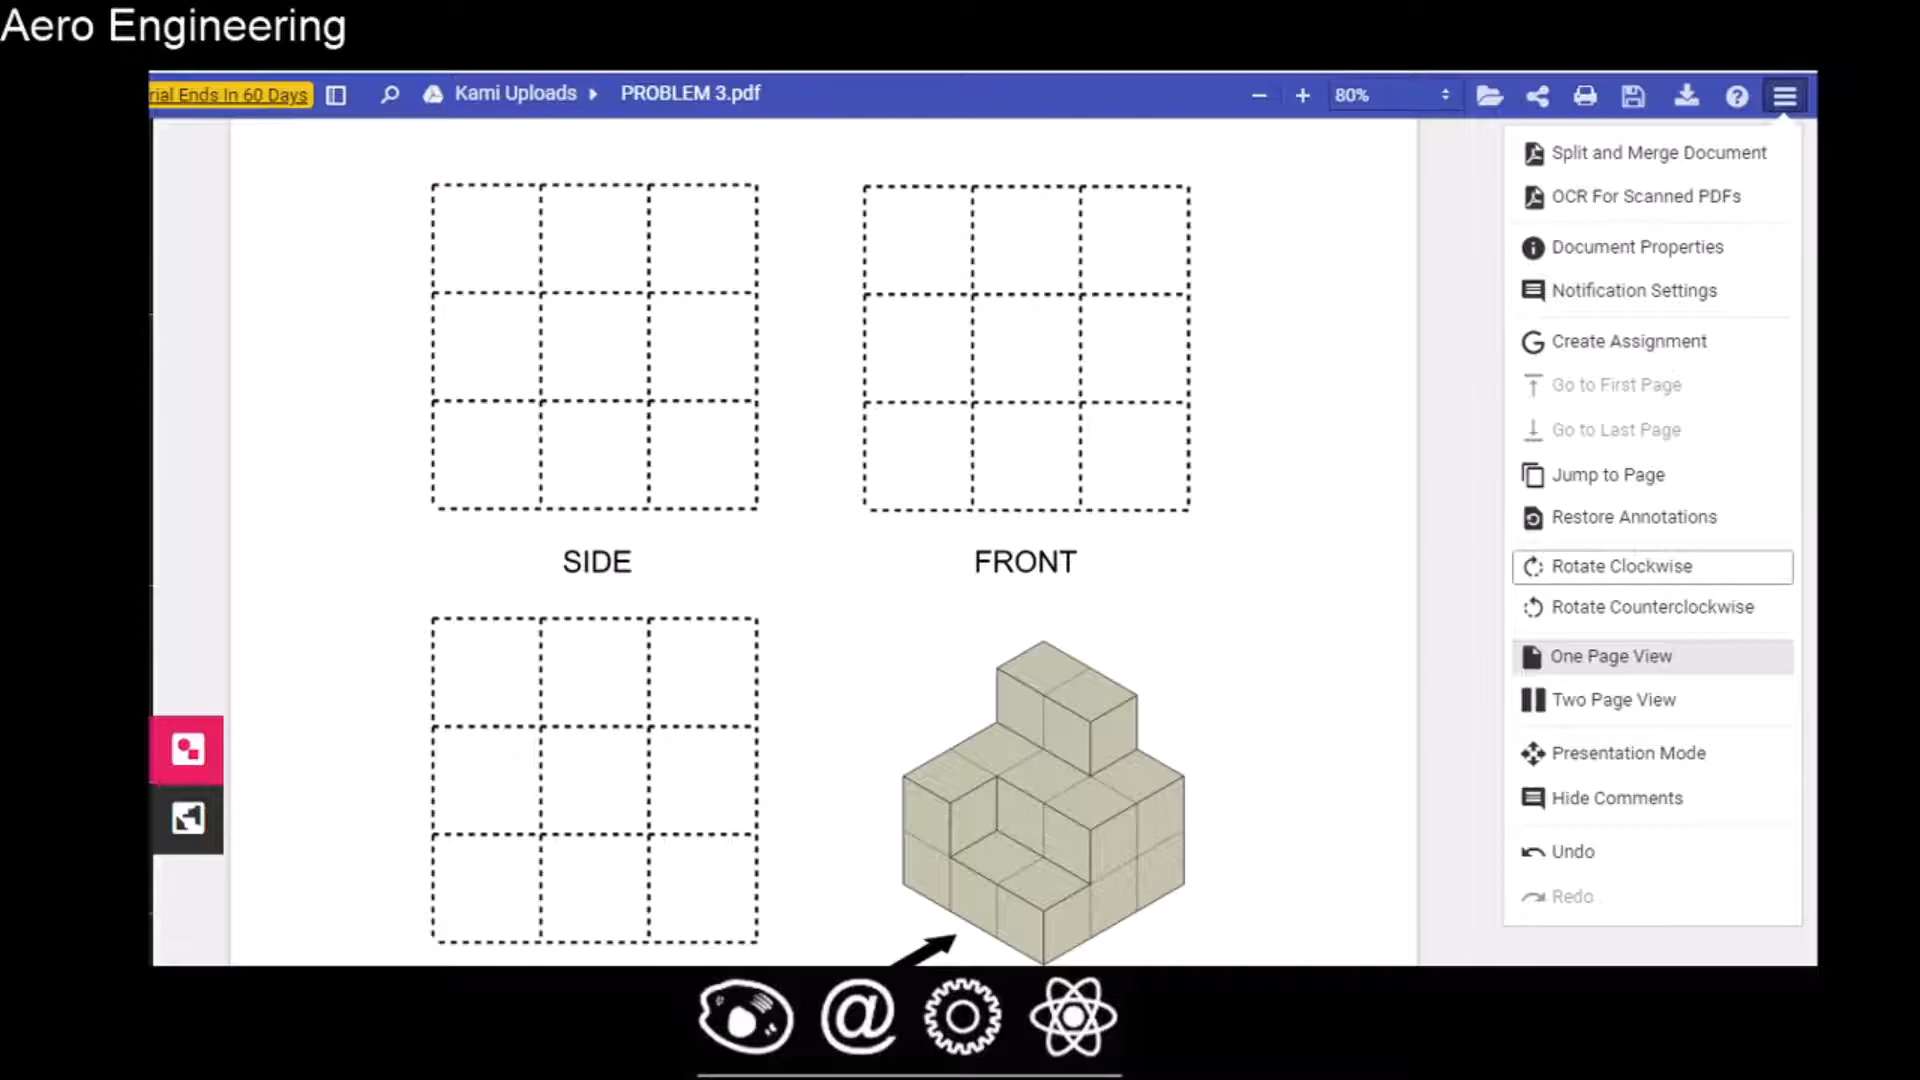 Aero Engineering
rial Ends In 60 Days
Kami Uploads
PROBLEM 3.pdf
80%
Split and Merge Document
OCR For Scanned PDFs
Document Properties
Notification Settings
Create Assignment
Go to First Page
Go to Last Page
Jump to Page
Restore Annotations
Rotate Clockwise
Rotate Counterclockwise
One Page View
Two Page View
Presentation Mode
Hide Comments
Undo
Redo
SIDE
FRONT